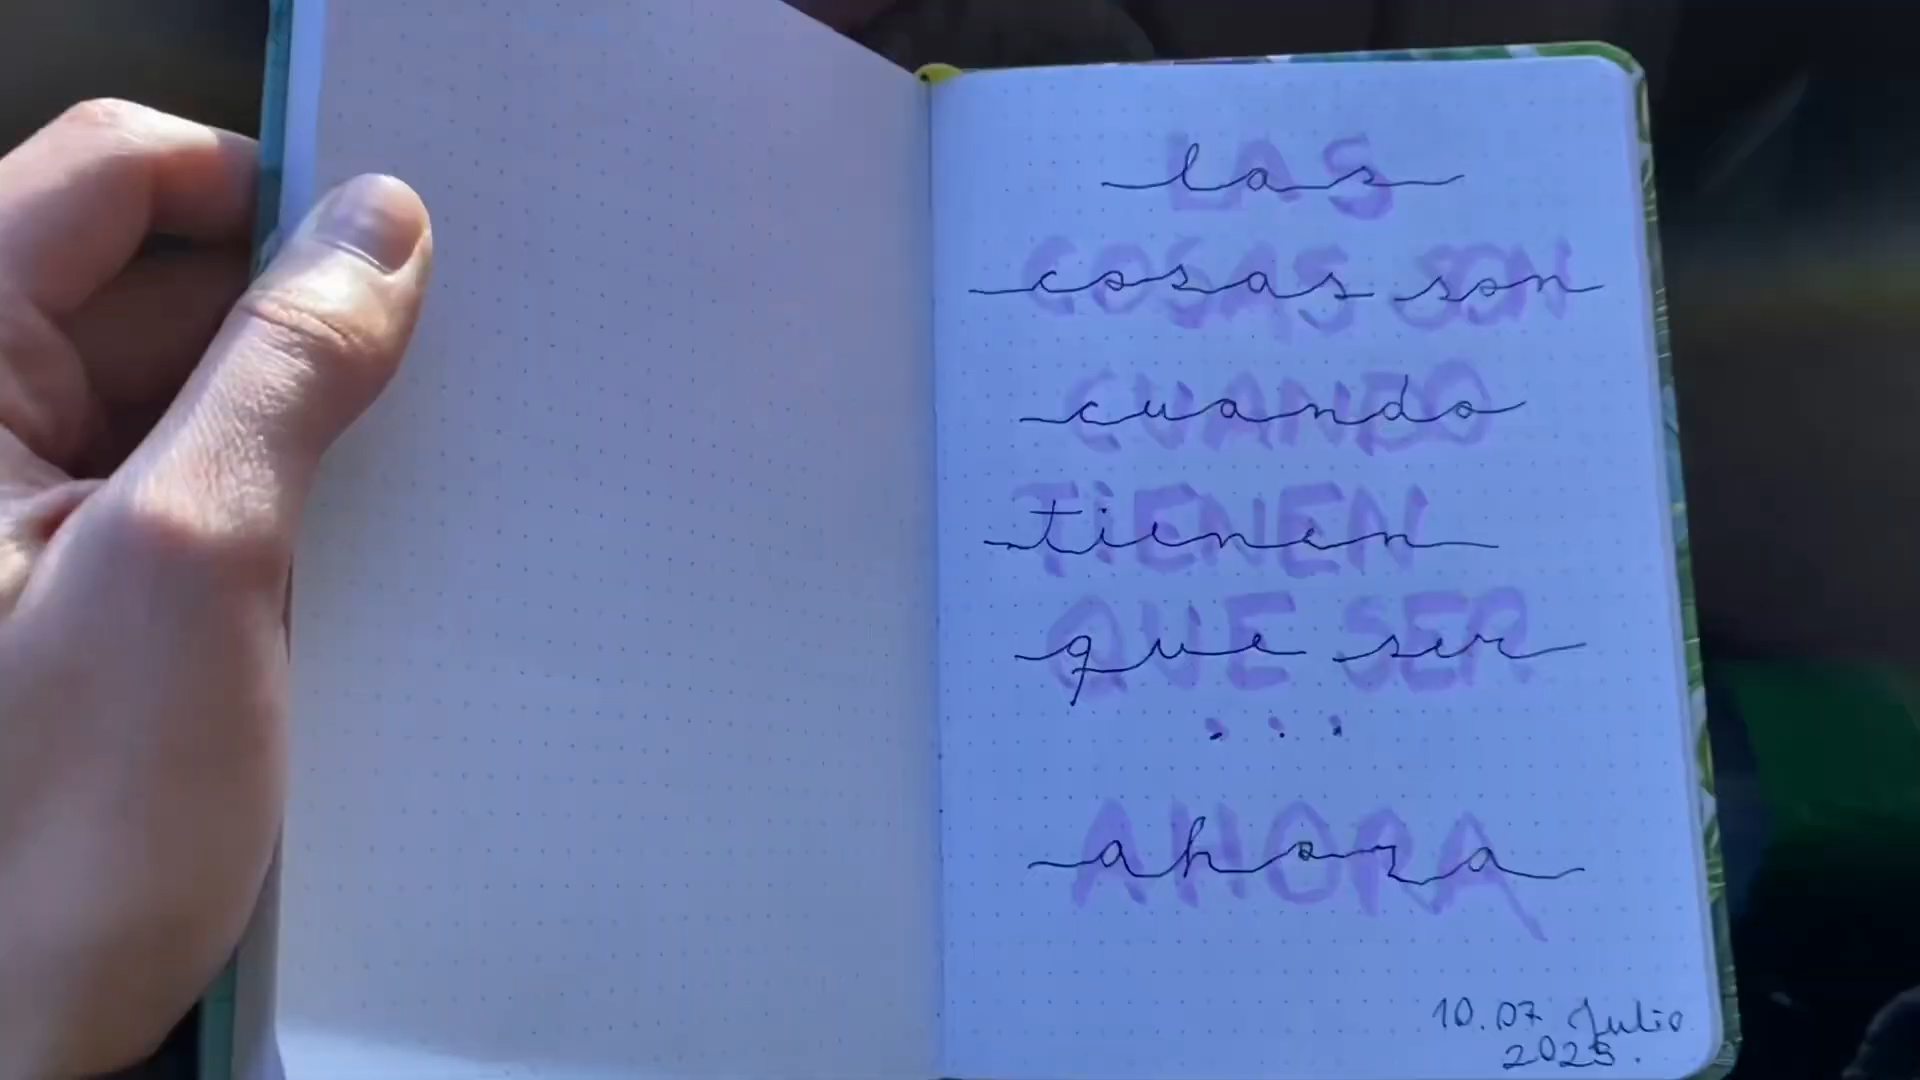 las
cosas son
cuando
tienen
que ser
...
ahora
10.07 Julio
2025.